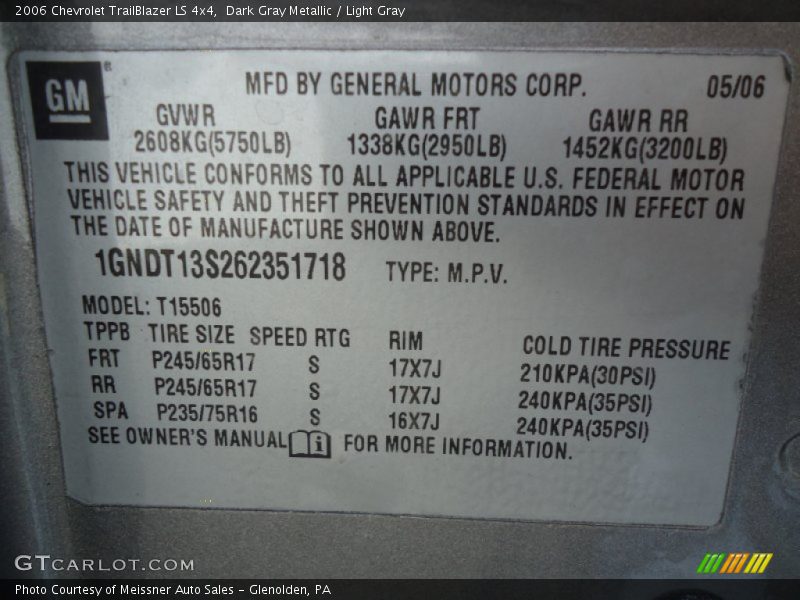 2006 Chevrolet TrailBlazer LS 4x4,  Dark Gray Metallic / Light Gray
GM®
MFD BY GENERAL MOTORS CORP. 05/06
GVWR GAWR FRT GAWR RR
2608KG(5750LB) 1338KG(2950LB) 1452KG(3200LB)
THIS VEHICLE CONFORMS TO ALL APPLICABLE U.S. FEDERAL MOTOR
VEHICLE SAFETY AND THEFT PREVENTION STANDARDS IN EFFECT ON
THE DATE OF MANUFACTURE SHOWN ABOVE.
1GNDT13S262351718 TYPE: M.P.V.
MODEL: T15506
TPPB TIRE SIZE SPEED RTG RIM COLD TIRE PRESSURE
FRT P245/65R17 S 17X7J 210KPA(30PSI)
RR P245/65R17 S 17X7J 240KPA(35PSI)
SPA P235/75R16 S 16X7J 240KPA(35PSI)
SEE OWNER'S MANUAL i FOR MORE INFORMATION.
GTCARLOT.COM
Photo Courtesy of Meissner Auto Sales - Glenolden, PA